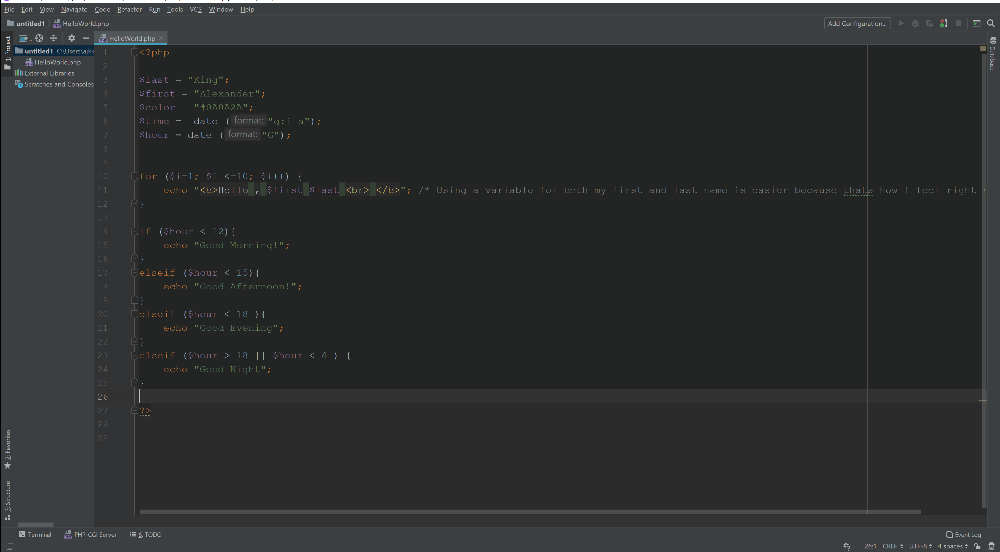 File Edit View Navigate Code Refactor Run Tools VCS Window Help
untitled1 HelloWorld.php Add Configuration...
1: Project
HelloWorld.php
untitled1 C:\Users\ajki
HelloWorld.php
External Libraries
Scratches and Consoles
Database
1 <?php
2
3 $last = "King";
4 $first = "Alexander";
5 $color = "#0A0A2A";
6 $time =  date ( format: "g:i a");
7 $hour = date ( format: "G");
8
9
10 for ($i=1; $i <=10; $i++) {
11     echo "<b>Hello , $first $last <br> </b>"; /* Using a variable for both my first and last name is easier because thats how I feel right
12 }
13
14 if ($hour < 12){
15     echo "Good Morning!";
16 }
17 elseif ($hour < 15){
18     echo "Good Afternoon!";
19 }
20 elseif ($hour < 18 ){
21     echo "Good Evening";
22 }
23 elseif ($hour > 18 || $hour < 4 ) {
24     echo "Good Night";
25 }
26
27 ?>
28
29
2: Favorites
7: Structure
Terminal PHP-CGI Server 6: TODO Event Log
26:1 CRLF UTF-8 4 spaces